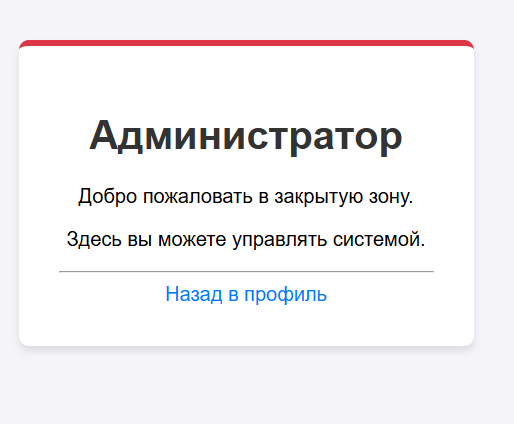 Администратор
Добро пожаловать в закрытую зону.
Здесь вы можете управлять системой.
Назад в профиль